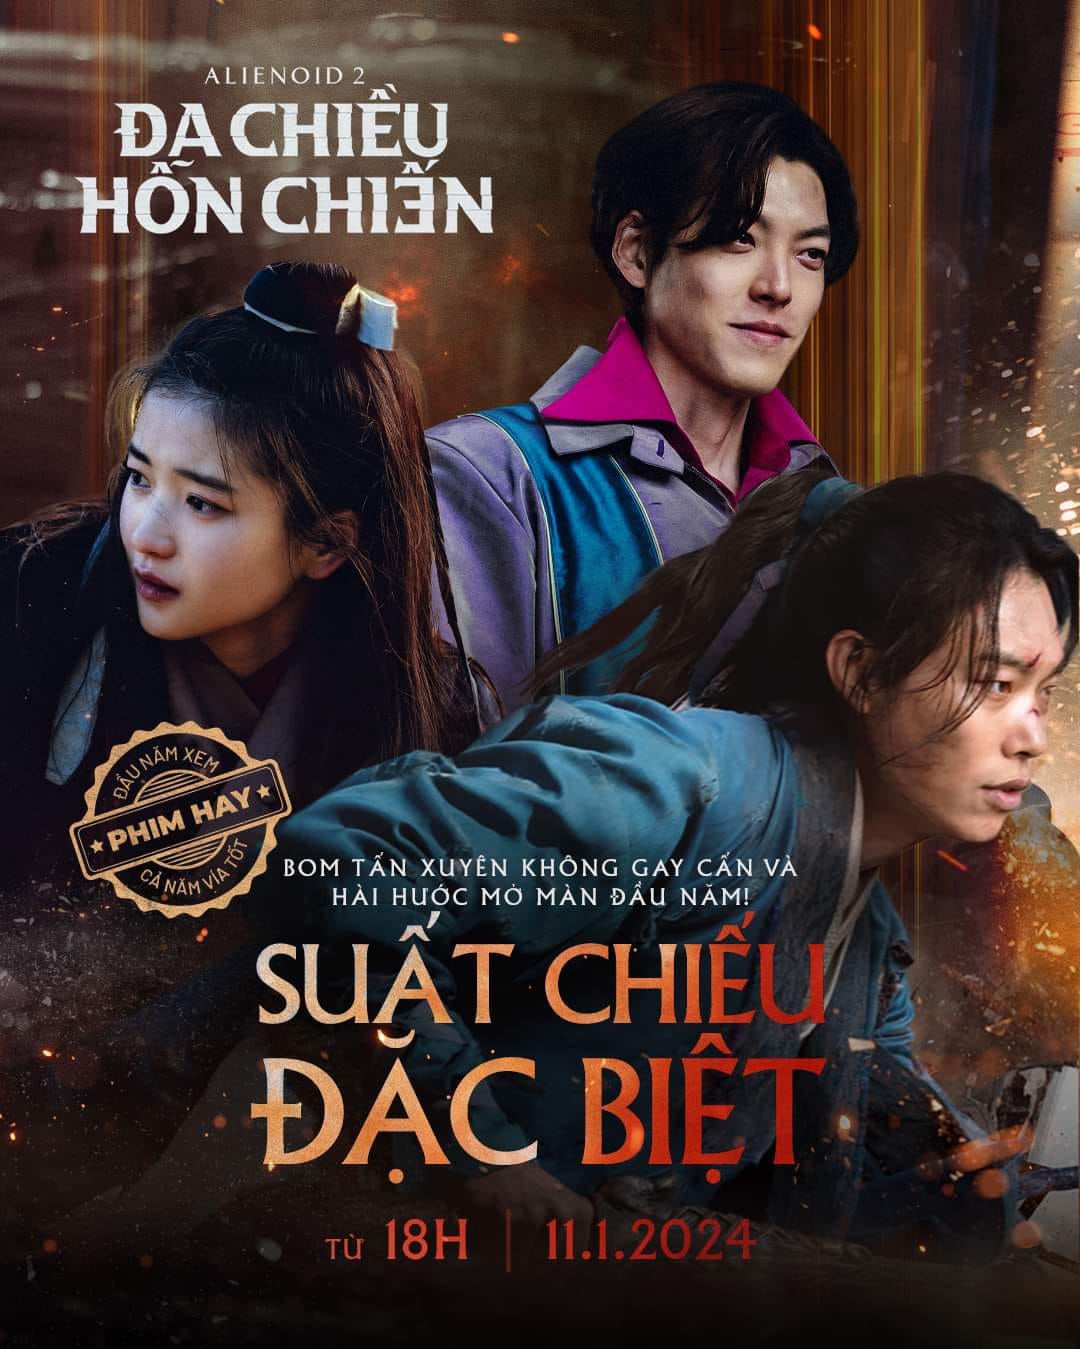 ALIENOID 2
ĐA CHIỀU
HỖN CHIẾN
ĐẦU NĂM XEM
PHIM HAY
CẢ NĂM VÍA TỐT
BOM TẤN XUYÊN KHÔNG GAY CẤN VÀ
HÀI HƯỚC MỞ MÀN ĐẦU NĂM!
SUẤT CHIẾU
ĐẶC BIỆT
TỪ 18H | 11.1.2024